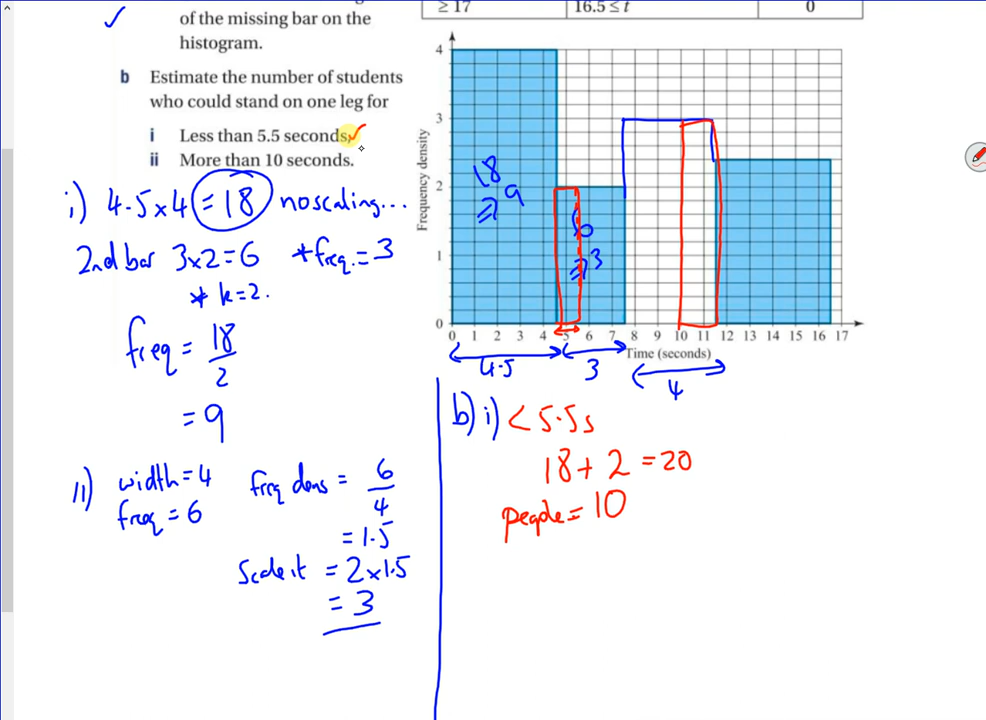 of the missing bar on the
histogram.
≥ 17 16.5 ≤ t 0
b Estimate the number of students
who could stand on one leg for
i Less than 5.5 seconds.
ii More than 10 seconds.
i) 4.5 x 4 = 18 no scaling...
2nd bar 3x2=6 *freq. = 3
* k=2.
freq = 18
2
= 9
ii) width = 4
freq = 6
freq dens = 6
4
= 1.5
Scale it = 2 x 1.5
= 3
Frequency density
4
3
2
1
0
18
⇒ 9
6
⇒ 3
0 1 2 3 4 5 6 7 8 9 10 11 12 13 14 15 16 17
Time (seconds)
4.5
3
4
b) i) < 5.5s
18 + 2 = 20
people = 10